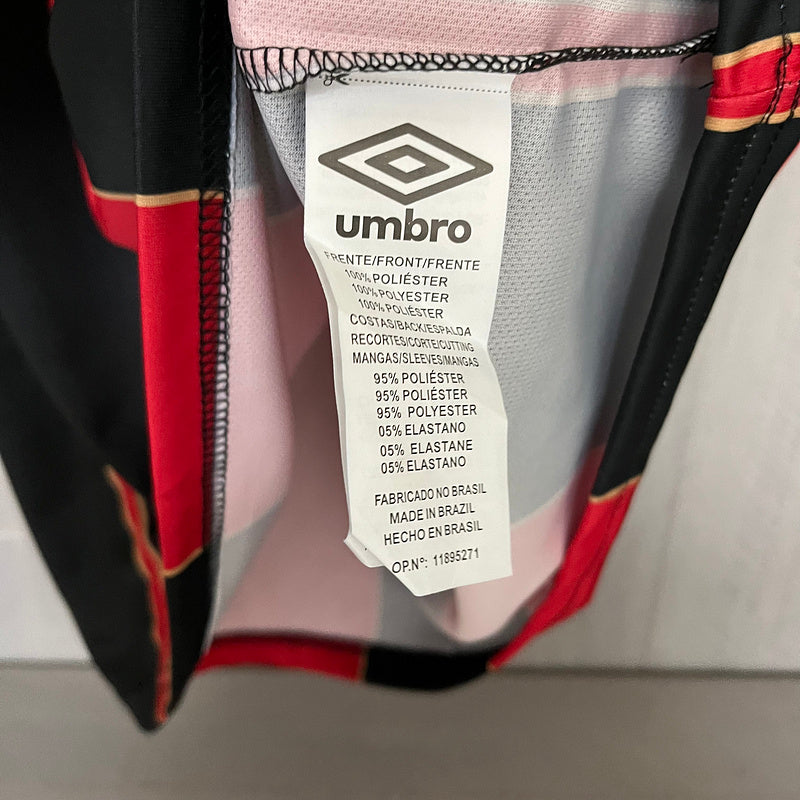 umbro
FRENTE/FRONT/FRENTE
100% POLIÉSTER
100% POLYESTER
100% POLIÉSTER
COSTAS/BACK/ESPALDA
RECORTES/CORTE/CUTTING
MANGAS/SLEEVES/MANGAS
95% POLIÉSTER
95% POLIÉSTER
95% POLYESTER
05% ELASTANO
05% ELASTANE
05% ELASTANO
FABRICADO NO BRASIL
MADE IN BRAZIL
HECHO EN BRASIL
OP.Nº: 11895271